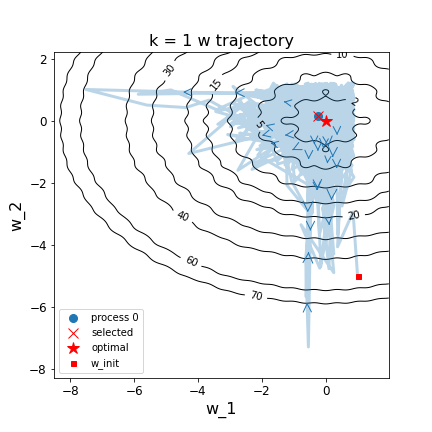 k = 1 w trajectory
w_2
2
0
−2
−4
−6
−8
10
30
15
2
5
20
40
60
70
process 0
selected
optimal
w_init
−8 −6 −4 −2 0
w_1